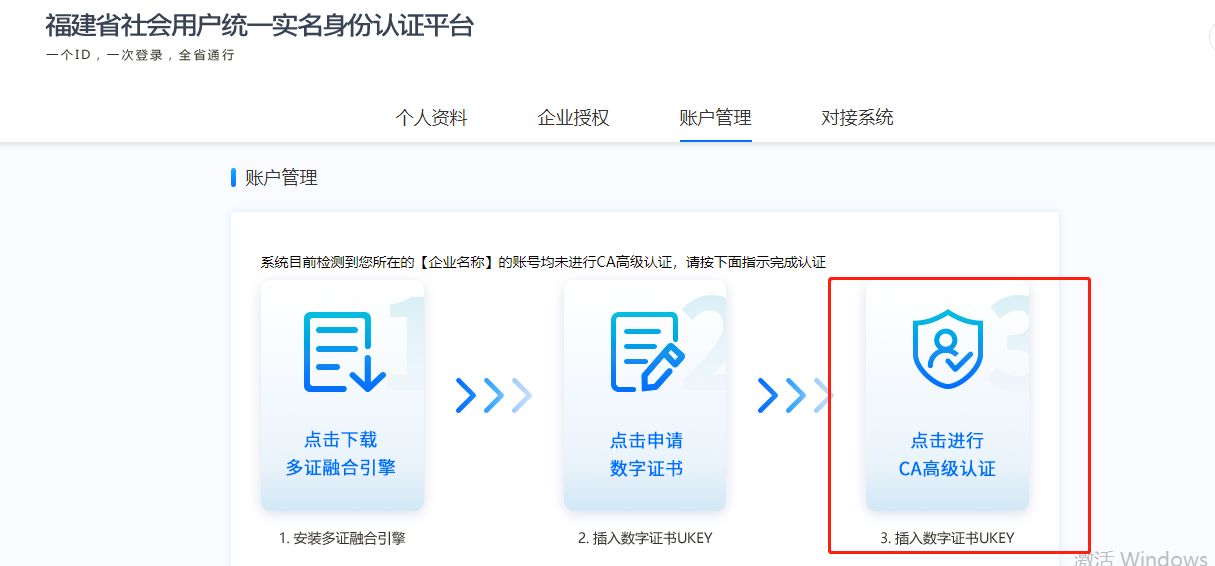 福建省社会用户统一实名身份认证平台
一个ID，一次登录，全省通行
个人资料 企业授权 账户管理 对接系统
账户管理
系统目前检测到您所在的【企业名称】的账号均未进行CA高级认证，请按下面指示完成认证
1 2 3
点击下载 点击申请 点击进行
多证融合引擎 数字证书 CA高级认证
1. 安装多证融合引擎 2. 插入数字证书UKEY 3. 插入数字证书UKEY
激活 Windows